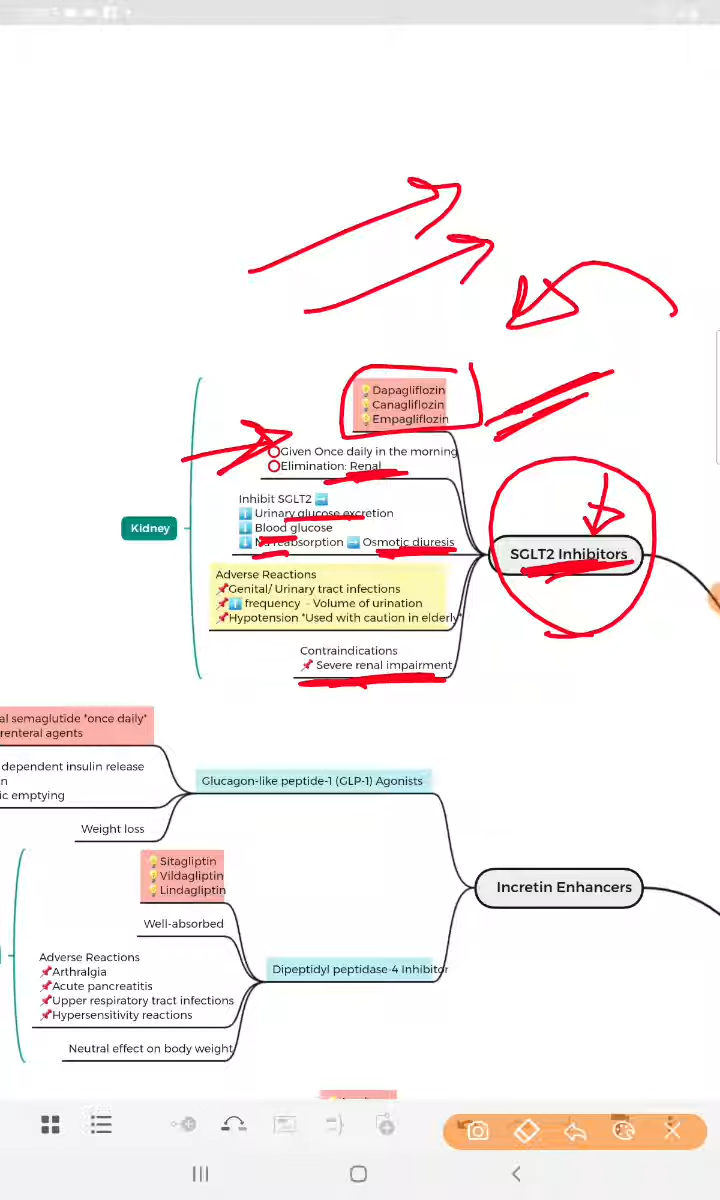 Dapagliflozin
Canagliflozin
Empagliflozin
Given Once daily in the morning
Elimination: Renal
Inhibit SGLT2
Urinary glucose excretion
Blood glucose
Na reabsorption ➡ Osmotic diuresis
Kidney
SGLT2 Inhibitors
Adverse Reactions
Genital/ Urinary tract infections
frequency - Volume of urination
Hypotension "Used with caution in elderly"
Contraindications
Severe renal impairment
al semaglutide "once daily"
renteral agents
dependent insulin release
n
ic emptying
Weight loss
Glucagon-like peptide-1 (GLP-1) Agonists
Incretin Enhancers
Sitagliptin
Vildagliptin
Lindagliptin
Well-absorbed
Dipeptidyl peptidase-4 Inhibitor
Adverse Reactions
Arthralgia
Acute pancreatitis
Upper respiratory tract infections
Hypersensitivity reactions
Neutral effect on body weight